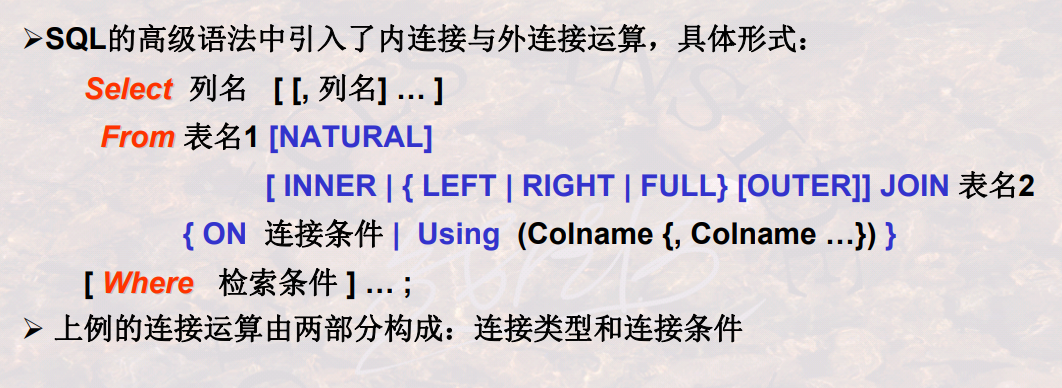 ➢SQL的高级语法中引入了内连接与外连接运算，具体形式：
Select 列名 [ [, 列名] … ]
From 表名1 [NATURAL]
[ INNER | { LEFT | RIGHT | FULL} [OUTER]] JOIN 表名2
{ ON 连接条件 | Using (Colname {, Colname …}) }
[ Where 检索条件 ] … ;
➢ 上例的连接运算由两部分构成：连接类型和连接条件